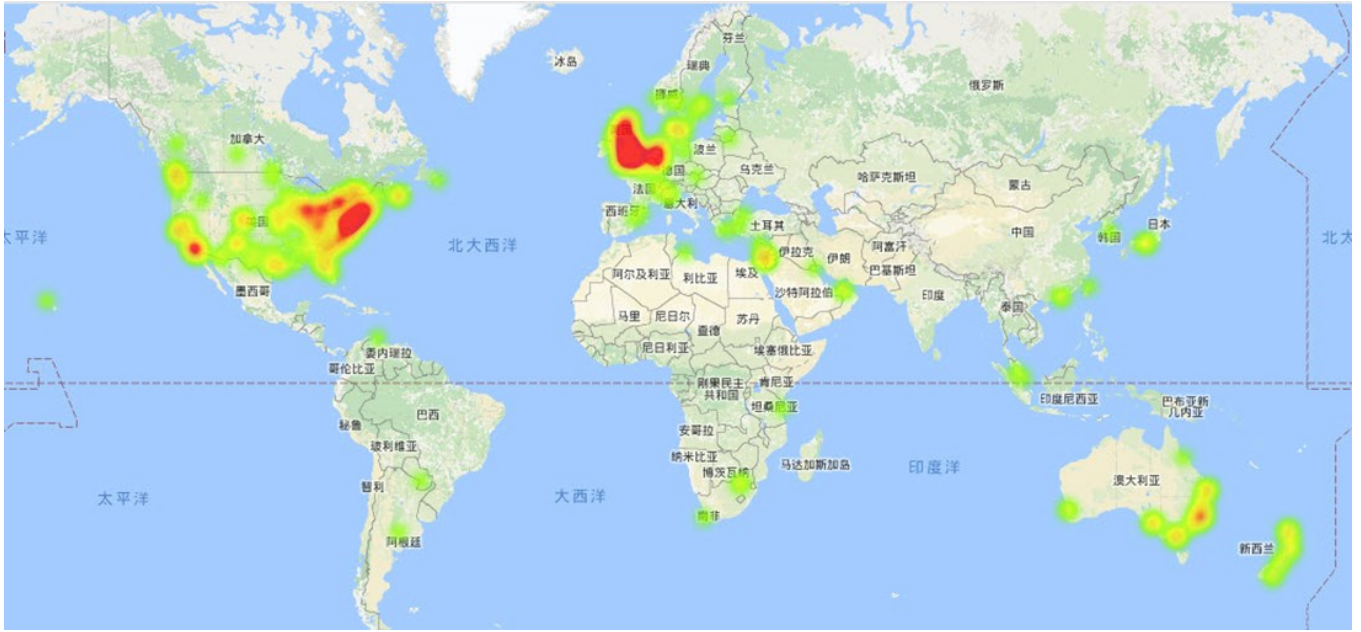 冰岛
芬兰
瑞典
俄罗斯
挪威
加拿大
英国
波兰
德国
乌克兰
哈萨克斯坦
蒙古
法国
意大利
西班牙
土耳其
美国
太平洋
北大西洋
北太
韩国
日本
中国
伊拉克
伊朗
阿富汗
巴基斯坦
阿尔及利亚
利比亚
埃及
沙特阿拉伯
印度
泰国
墨西哥
马里
尼日尔
查德
苏丹
委内瑞拉
哥伦比亚
尼日利亚
埃塞俄比亚
刚果民主
共和国
肯尼亚
坦桑尼亚
印度尼西亚
巴布亚新
几内亚
巴西
秘鲁
玻利维亚
安哥拉
纳米比亚
博茨瓦纳
马达加斯加岛
印度洋
澳大利亚
智利
太平洋
大西洋
南非
阿根廷
新西兰